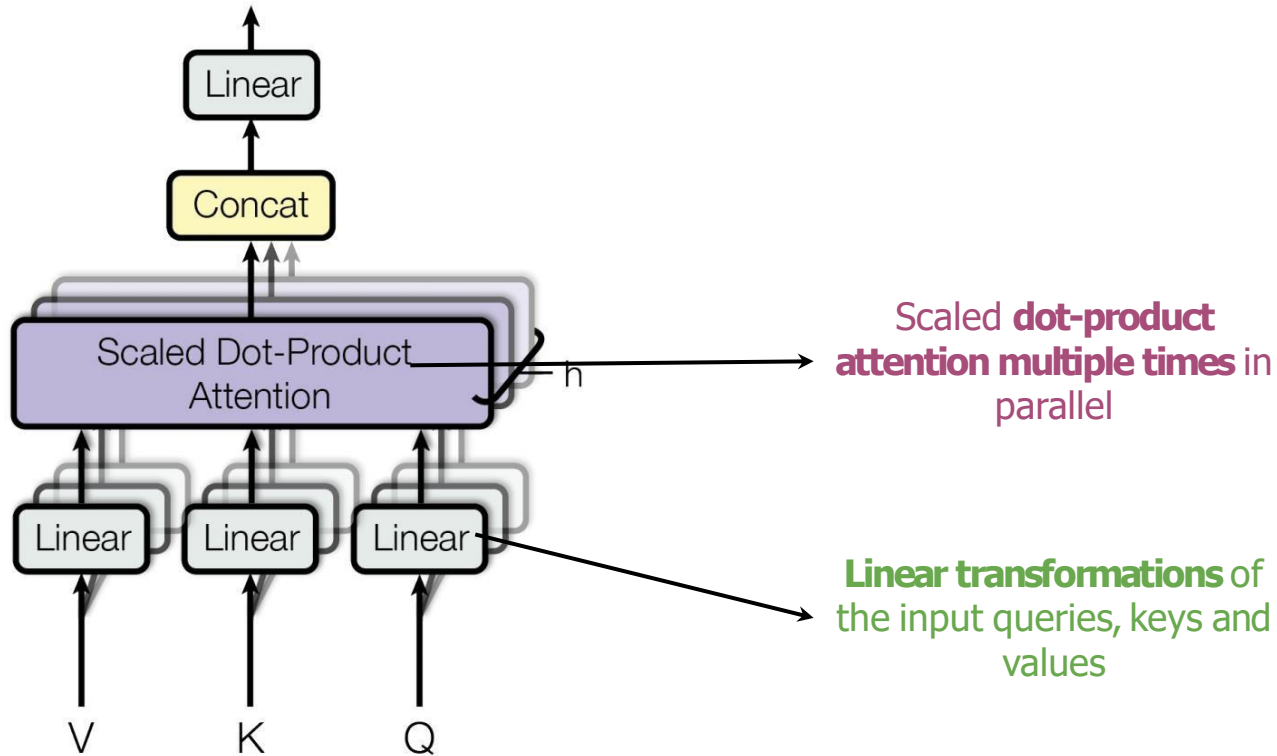 Linear
Concat
Scaled Dot-Product
Attention
h
Linear Linear Linear
V K Q
Scaled dot-product
attention multiple times in
parallel
Linear transformations of
the input queries, keys and
values